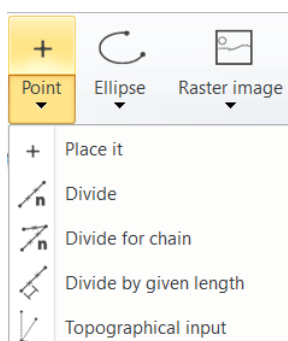 Point Ellipse Raster image
Place it
n Divide
n Divide for chain
Divide by given length
Topographical input